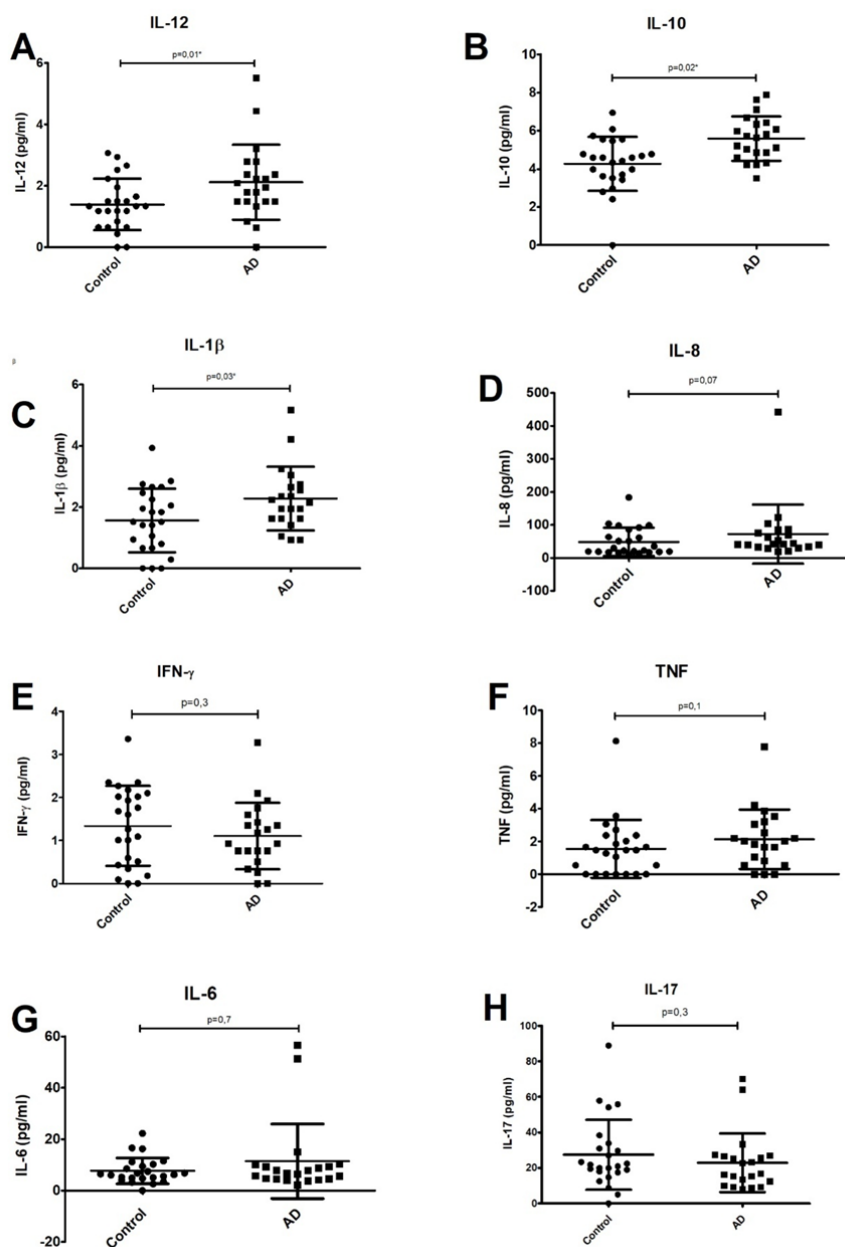 A
IL-12
p=0,01*
IL-12 (pg/ml)
6
4
2
0
Control
AD
B
IL-10
p=0,02*
IL-10 (pg/ml)
10
8
6
4
2
0
Control
AD
β
C
IL-1β
p=0,03*
IL-1β (pg/ml)
6
4
2
0
Control
AD
D
IL-8
p=0,07
IL-8 (pg/ml)
500
400
300
200
100
0
-100
Control
AD
E
IFN-γ
p=0,3
IFN-γ (pg/ml)
4
3
2
1
0
Control
AD
F
TNF
p=0,1
TNF (pg/ml)
10
8
6
4
2
0
-2
Control
AD
G
IL-6
p=0,7
IL-6 (pg/ml)
60
40
20
0
-20
Control
AD
H
IL-17
p=0,3
IL-17 (pg/ml)
100
80
60
40
20
0
Control
AD